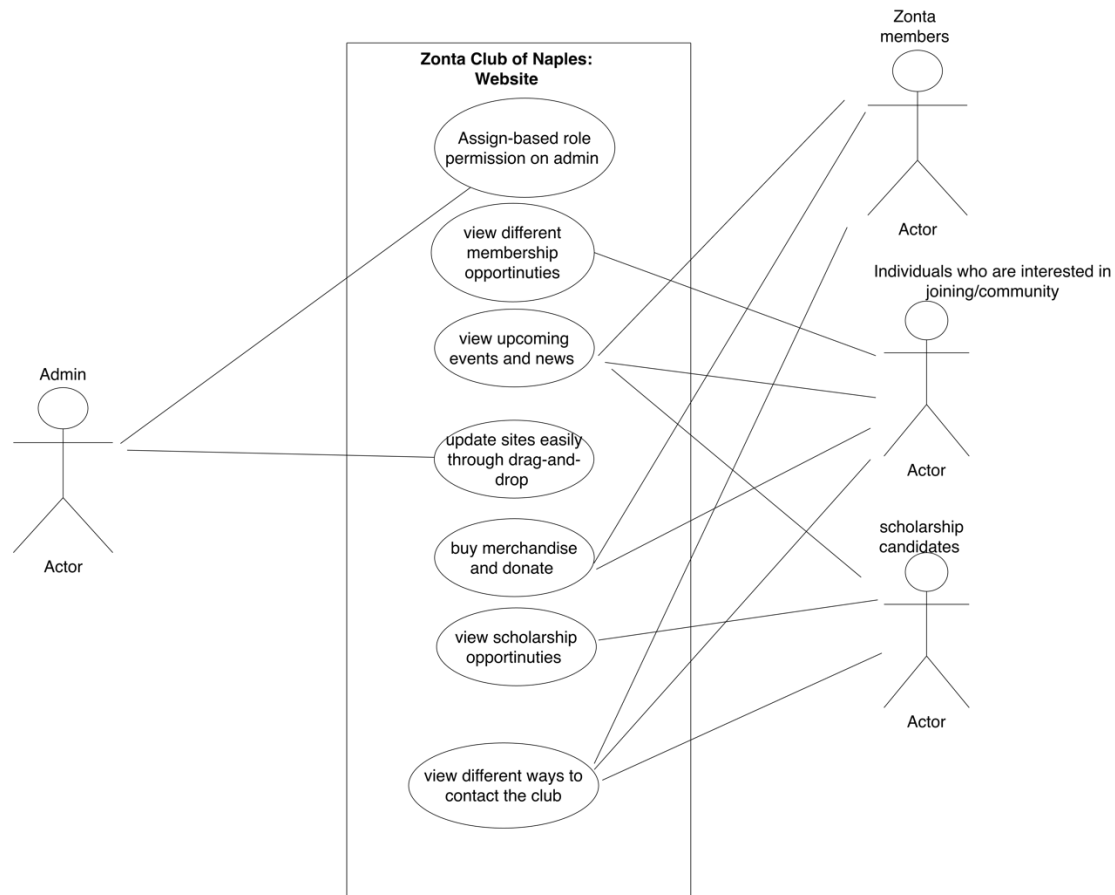 Zonta
members
Zonta Club of Naples:
Website
Assign-based role
permission on admin
view different
membership
opportinuties
Actor
Individuals who are interested in
joining/community
view upcoming
events and news
Admin
update sites easily
through drag-and-
drop
Actor
scholarship
candidates
buy merchandise
and donate
Actor
view scholarship
opportinuties
Actor
view different ways to
contact the club